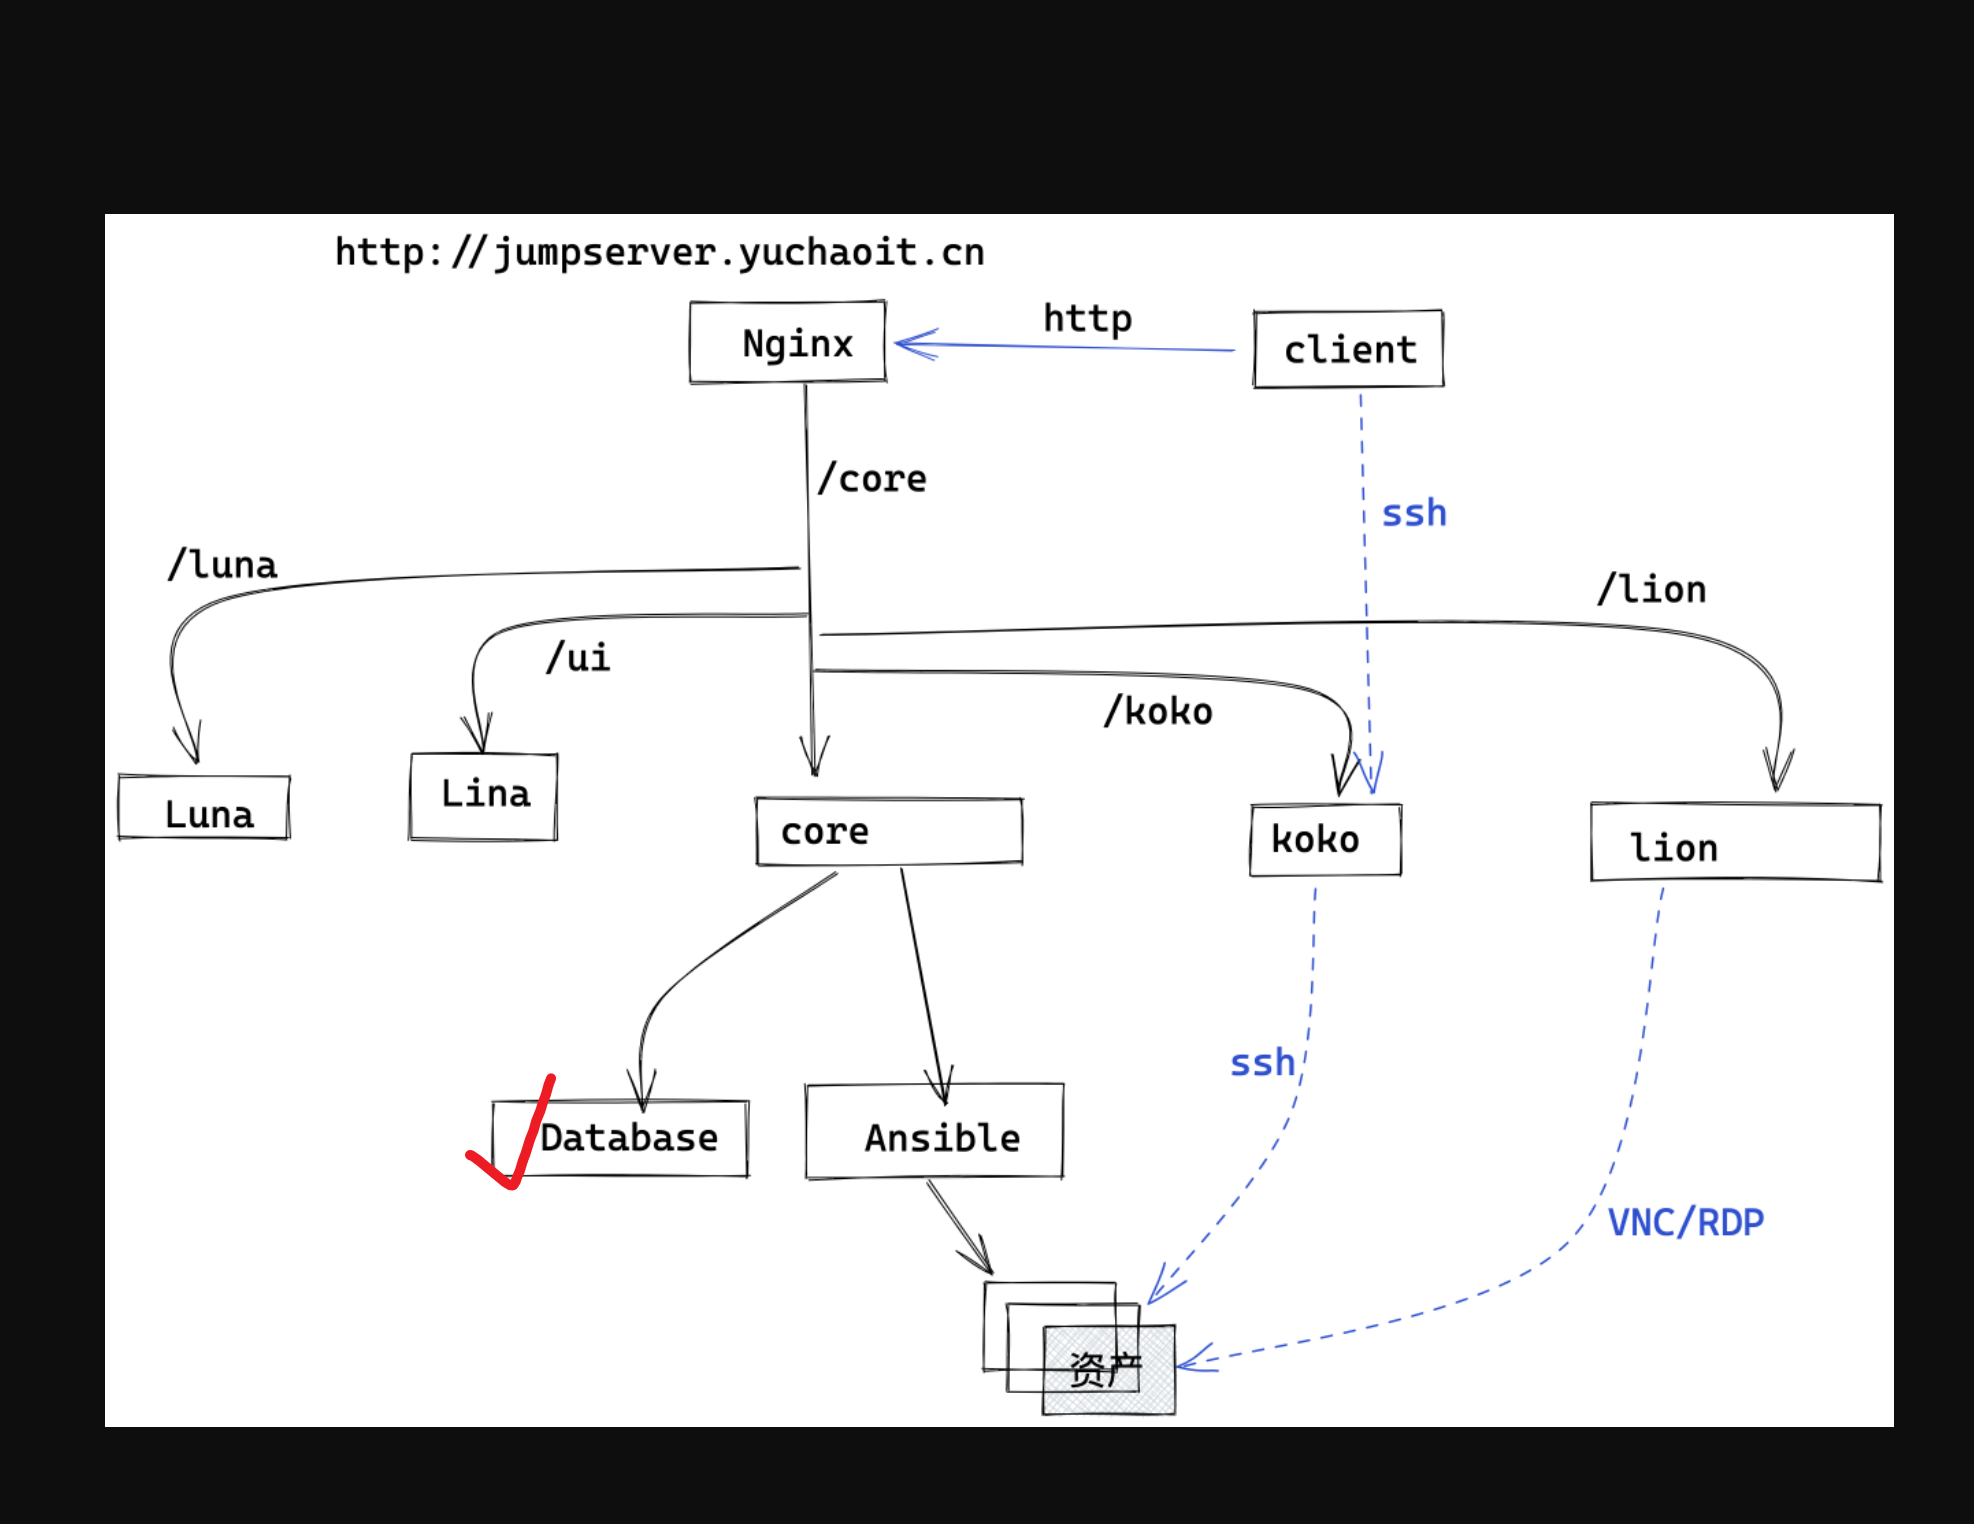 http://jumpserver.yuchaoit.cn
http
Nginx
client
/core
ssh
/luna
/lion
/ui
/koko
Luna
Lina
core
koko
lion
ssh
Database
Ansible
VNC/RDP
资产